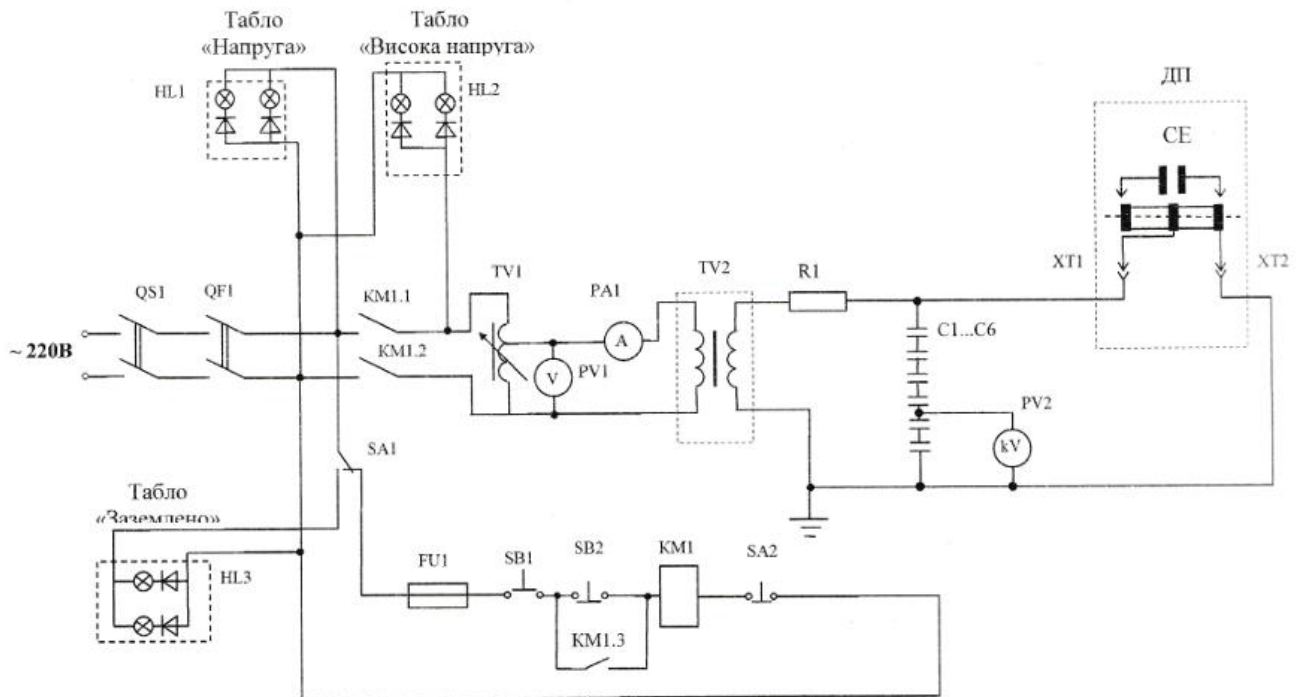 Табло
«Напруга»
Табло
«Висока напруга»
HL1
HL2
ДП
СЕ
XT1
XT2
QS1
QF1
KM1.1
TV1
PA1
TV2
R1
~ 220В
KM1.2
A
PV1
V
C1...C6
PV2
kV
SA1
Табло
«Заземлено»
HL3
FU1
SB1
SB2
KM1
SA2
KM1.3